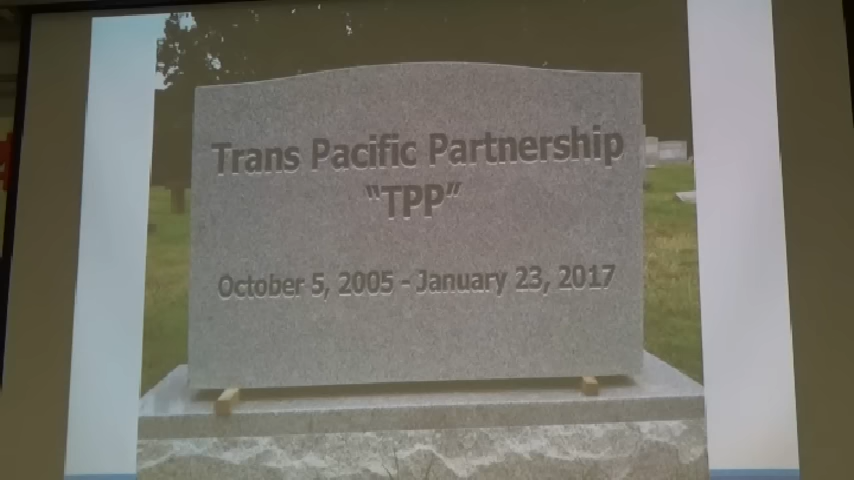 Trans Pacific Partnership
“TPP”
October 5, 2005 - January 23, 2017